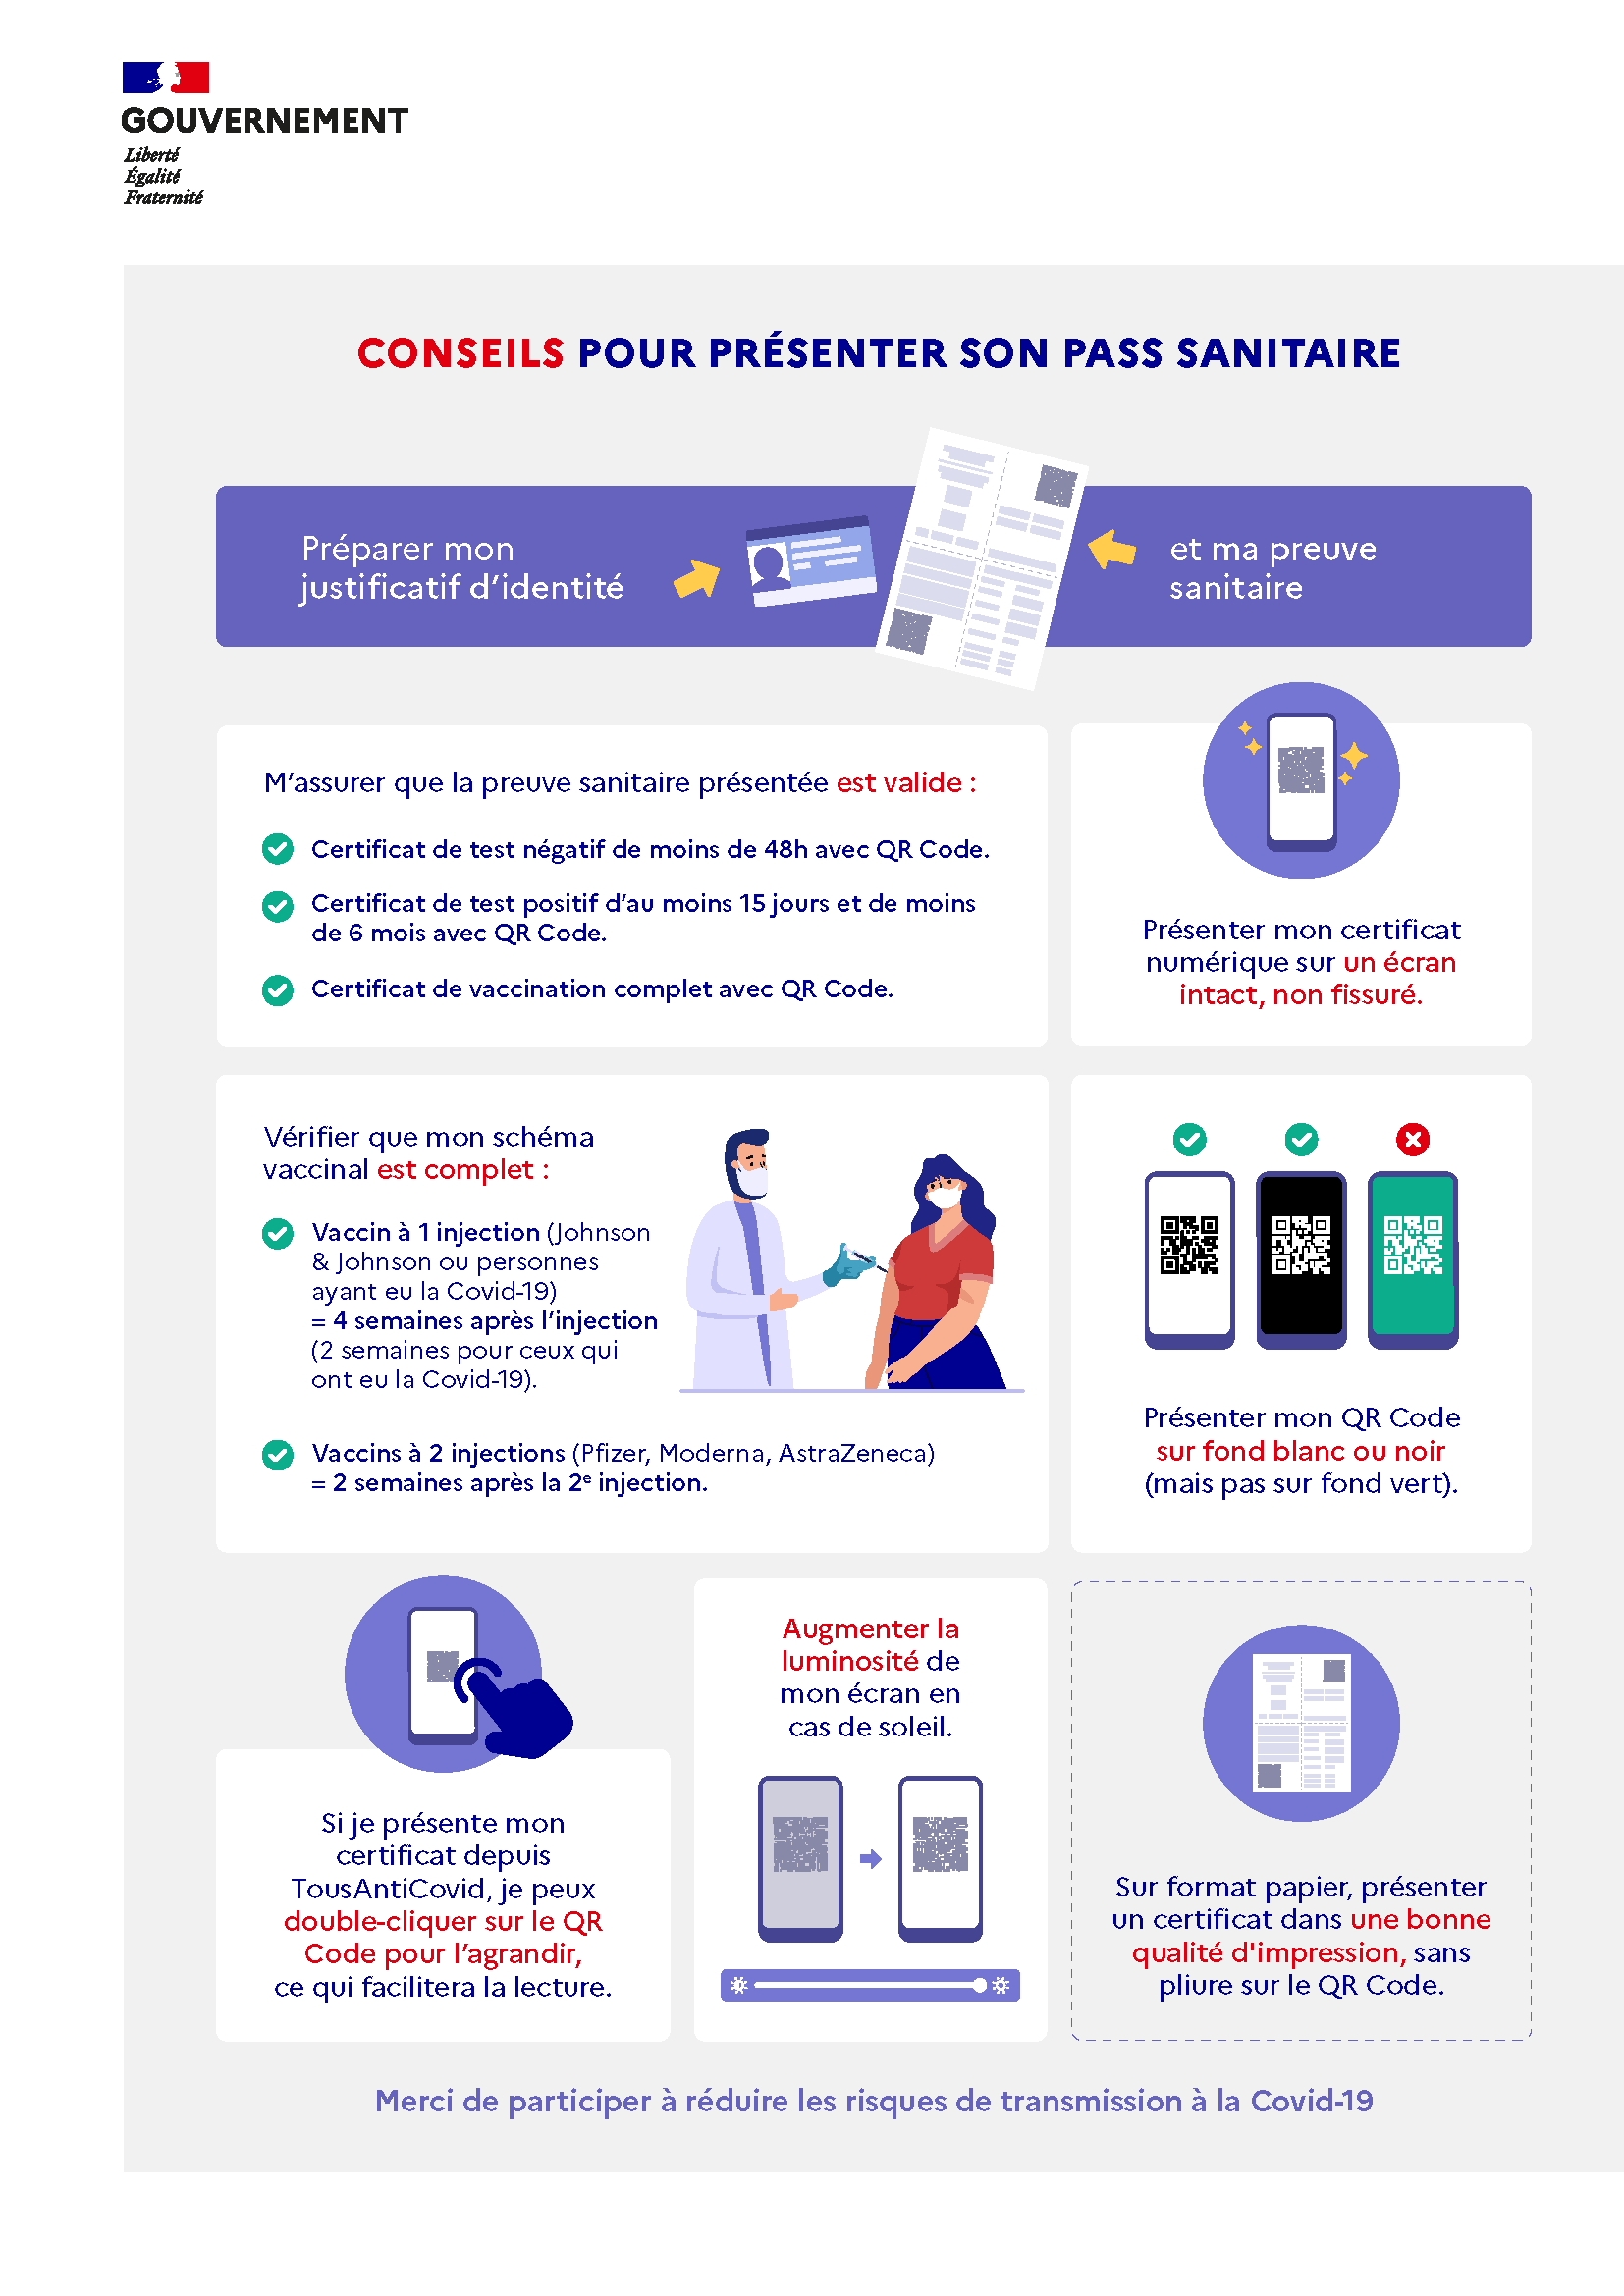 GOUVERNEMENT
Liberté
Égalité
Fraternité
CONSEILS POUR PRÉSENTER SON PASS SANITAIRE
Préparer mon
justificatif d’identité
et ma preuve
sanitaire
M’assurer que la preuve sanitaire présentée est valide :
Certificat de test négatif de moins de 48h avec QR Code.
Certificat de test positif d’au moins 15 jours et de moins
de 6 mois avec QR Code.
Certificat de vaccination complet avec QR Code.
Présenter mon certificat
numérique sur un écran
intact, non fissuré.
Vérifier que mon schéma
vaccinal est complet :
Vaccin à 1 injection (Johnson
& Johnson ou personnes
ayant eu la Covid-19)
= 4 semaines après l’injection
(2 semaines pour ceux qui
ont eu la Covid-19).
Vaccins à 2 injections (Pfizer, Moderna, AstraZeneca)
= 2 semaines après la 2e injection.
Présenter mon QR Code
sur fond blanc ou noir
(mais pas sur fond vert).
Si je présente mon
certificat depuis
TousAntiCovid, je peux
double-cliquer sur le QR
Code pour l’agrandir,
ce qui facilitera la lecture.
Augmenter la
luminosité de
mon écran en
cas de soleil.
Sur format papier, présenter
un certificat dans une bonne
qualité d'impression, sans
pliure sur le QR Code.
Merci de participer à réduire les risques de transmission à la Covid-19